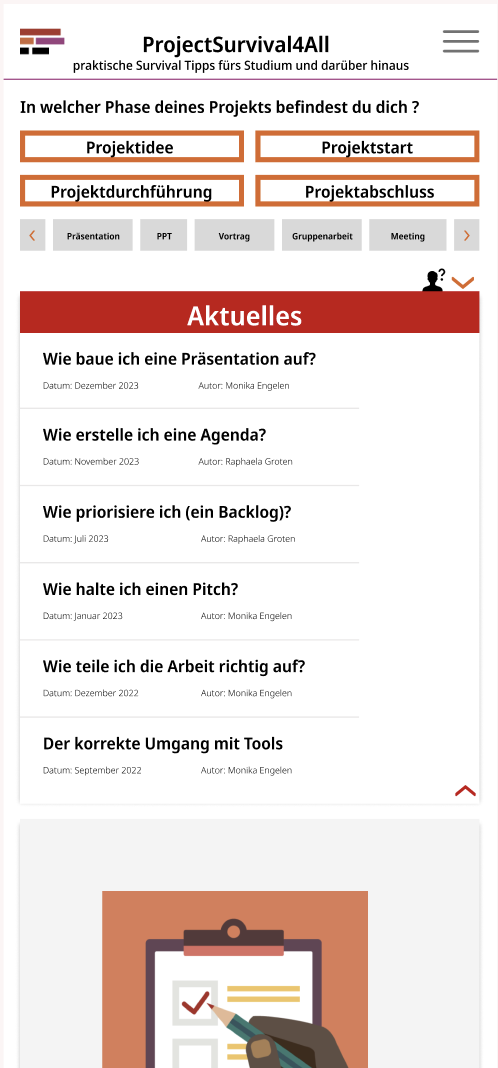 ProjectSurvival4All
praktische Survival Tipps fürs Studium und darüber hinaus
In welcher Phase deines Projekts befindest du dich ?
Projektidee
Projektstart
Projektdurchführung
Projektabschluss
Präsentation
PPT
Vortrag
Gruppenarbeit
Meeting
?
Aktuelles
Wie baue ich eine Präsentation auf?
Datum: Dezember 2023 Autor: Monika Engelen
Wie erstelle ich eine Agenda?
Datum: November 2023 Autor: Raphaela Groten
Wie priorisiere ich (ein Backlog)?
Datum: Juli 2023 Autor: Raphaela Groten
Wie halte ich einen Pitch?
Datum: Januar 2023 Autor: Monika Engelen
Wie teile ich die Arbeit richtig auf?
Datum: Dezember 2022 Autor: Monika Engelen
Der korrekte Umgang mit Tools
Datum: September 2022 Autor: Monika Engelen